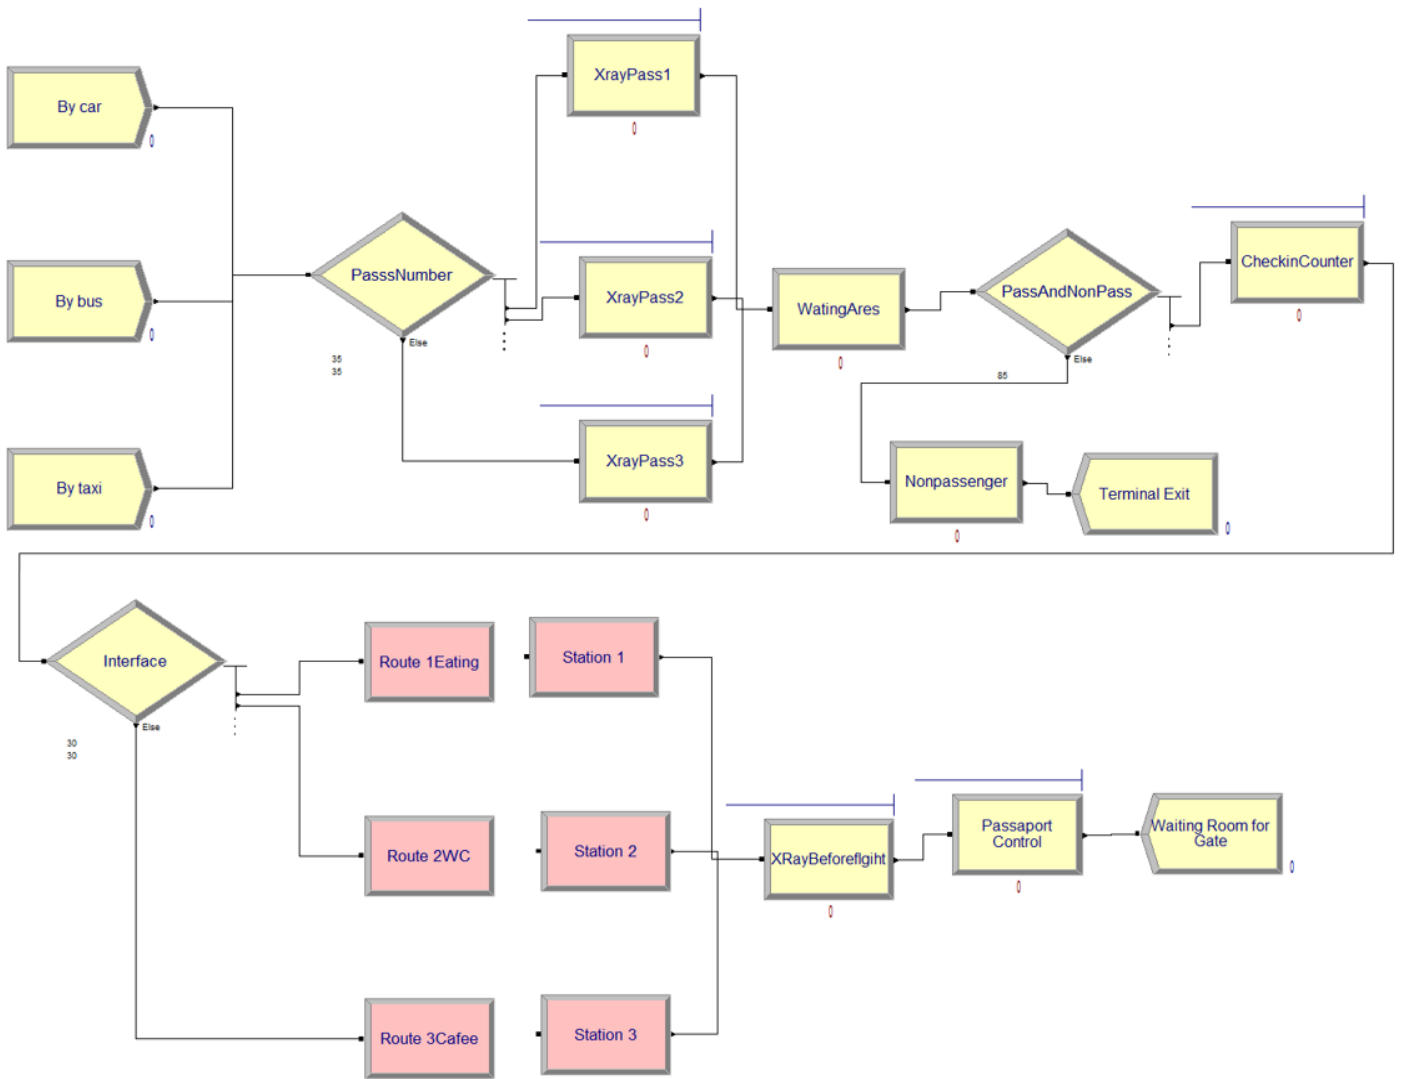 By car
0
By bus
0
By taxi
0
PasssNumber
Else
35
35
XrayPass1
0
XrayPass2
0
XrayPass3
0
WatingAres
0
PassAndNonPass
Else
85
CheckinCounter
0
Nonpassenger
0
Terminal Exit
0
Interface
Else
30
30
Route 1Eating
Route 2WC
Route 3Cafee
Station 1
Station 2
Station 3
XRayBeforeflgiht
0
Passaport
Control
0
Waiting Room for
Gate
0